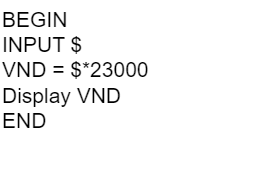 BEGIN
INPUT $
VND = $*23000
Display VND
END